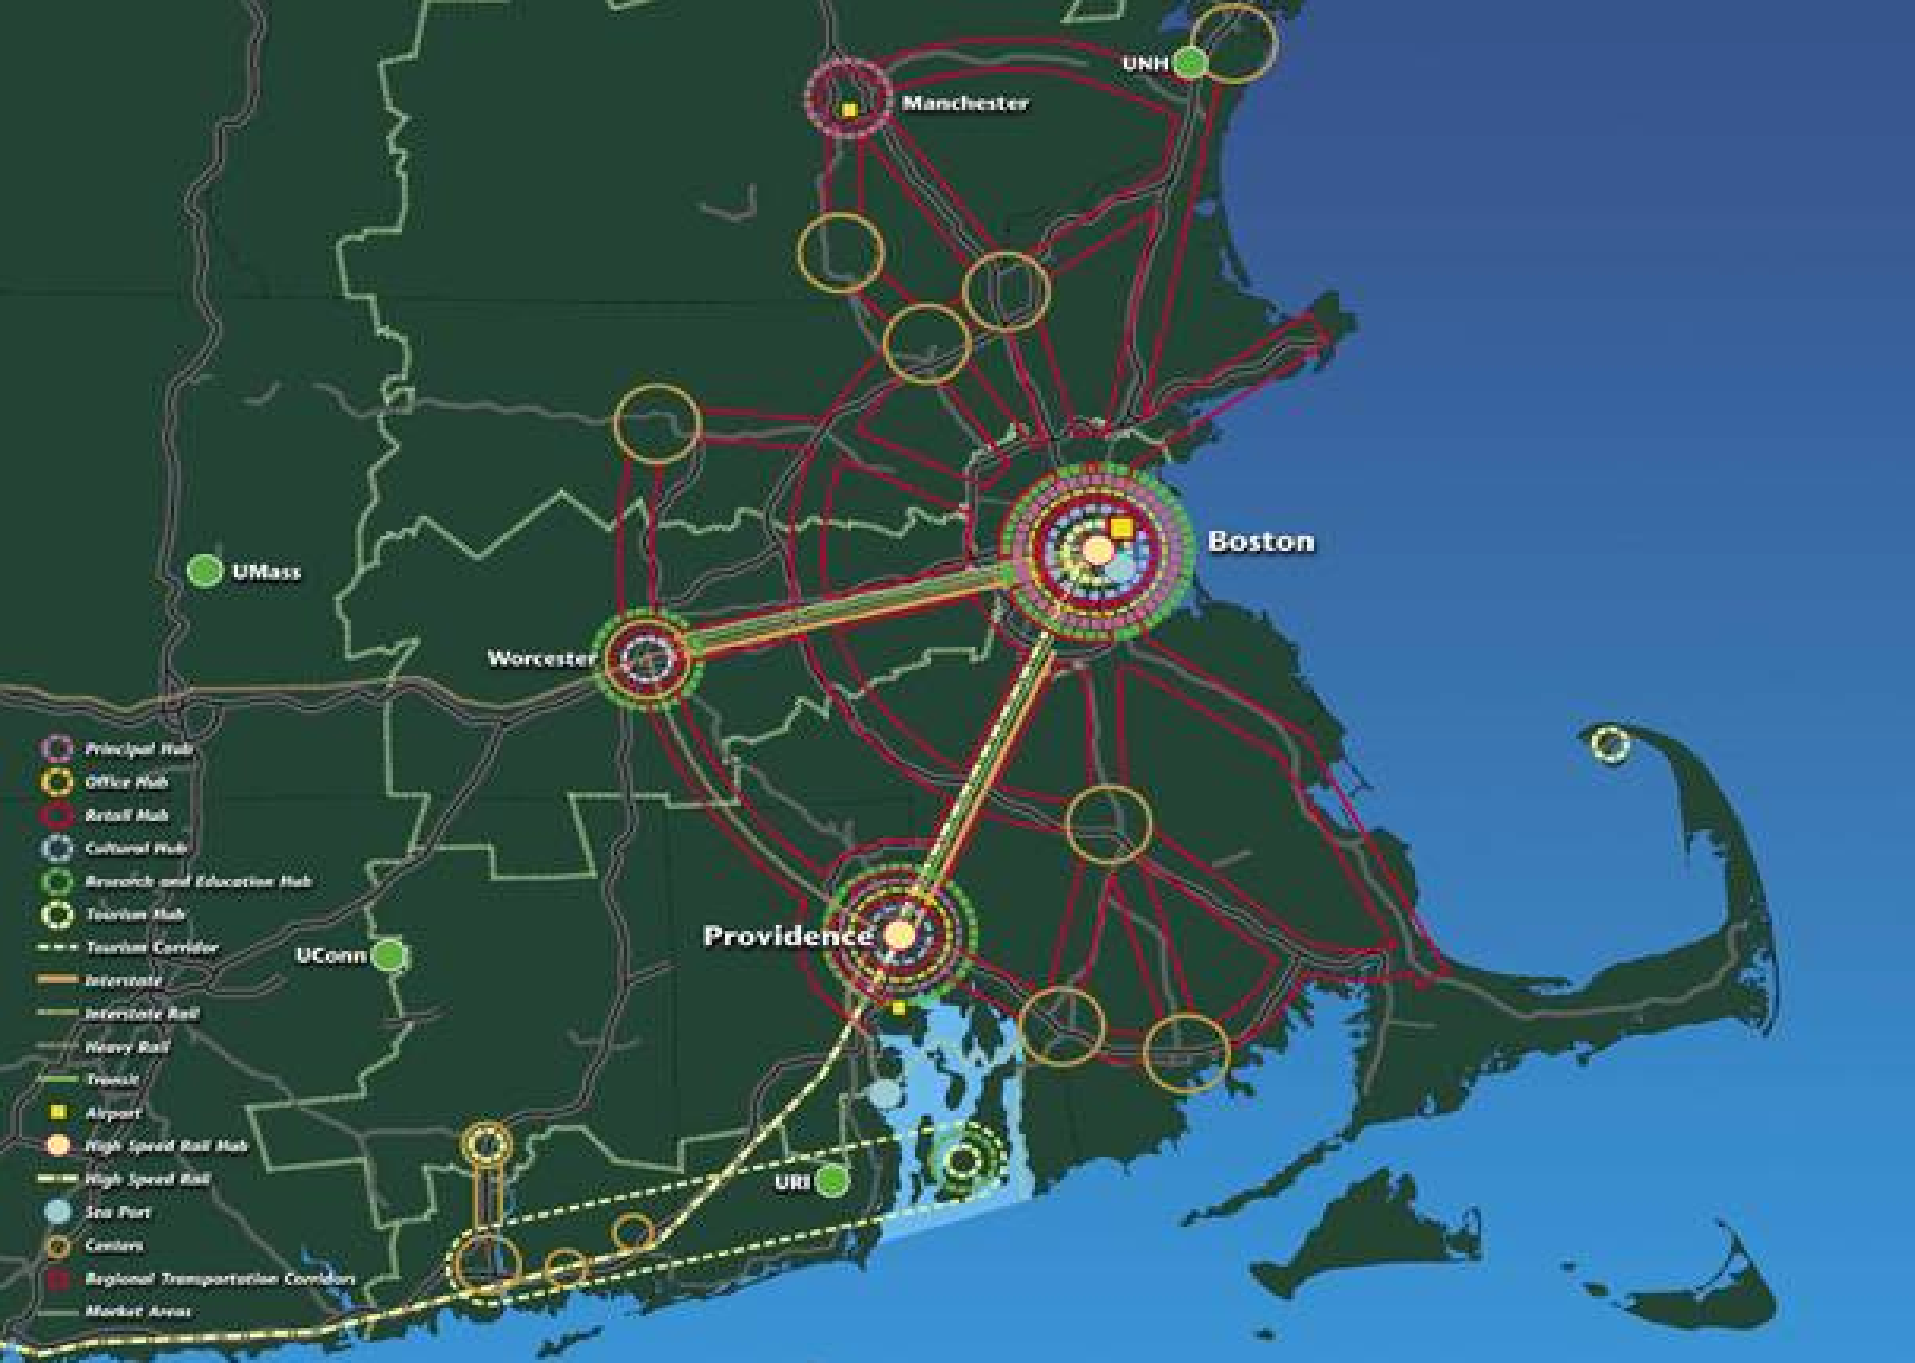 UNH
Manchester
Boston
UMass
Worcester
Principal Hub
Office Hub
Retail Hub
Cultural Hub
Research and Education Hub
Tourism Hub
Providence
Tourism Corridor
UConn
Interstate
Interstate Rail
Heavy Rail
Transit
Airport
High Speed Rail Hub
High Speed Rail
URI
Sea Port
Centers
Regional Transportation Corridors
Market Areas